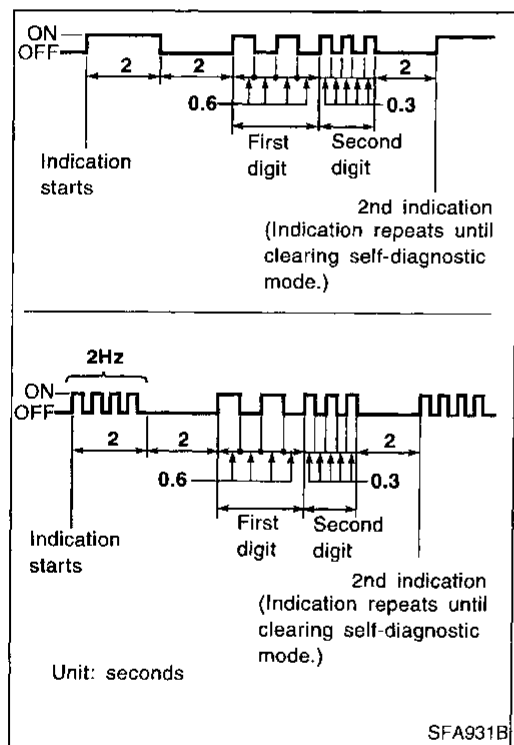 ON
OFF
2 2 2
0.6 0.3
First digit
Second digit
Indication starts
2nd indication
(Indication repeats until
clearing self-diagnostic
mode.)
2Hz
ON
OFF
2 2 2
0.6 0.3
First digit
Second digit
Indication starts
2nd indication
(Indication repeats until
clearing self-diagnostic
mode.)
Unit: seconds
SFA931B